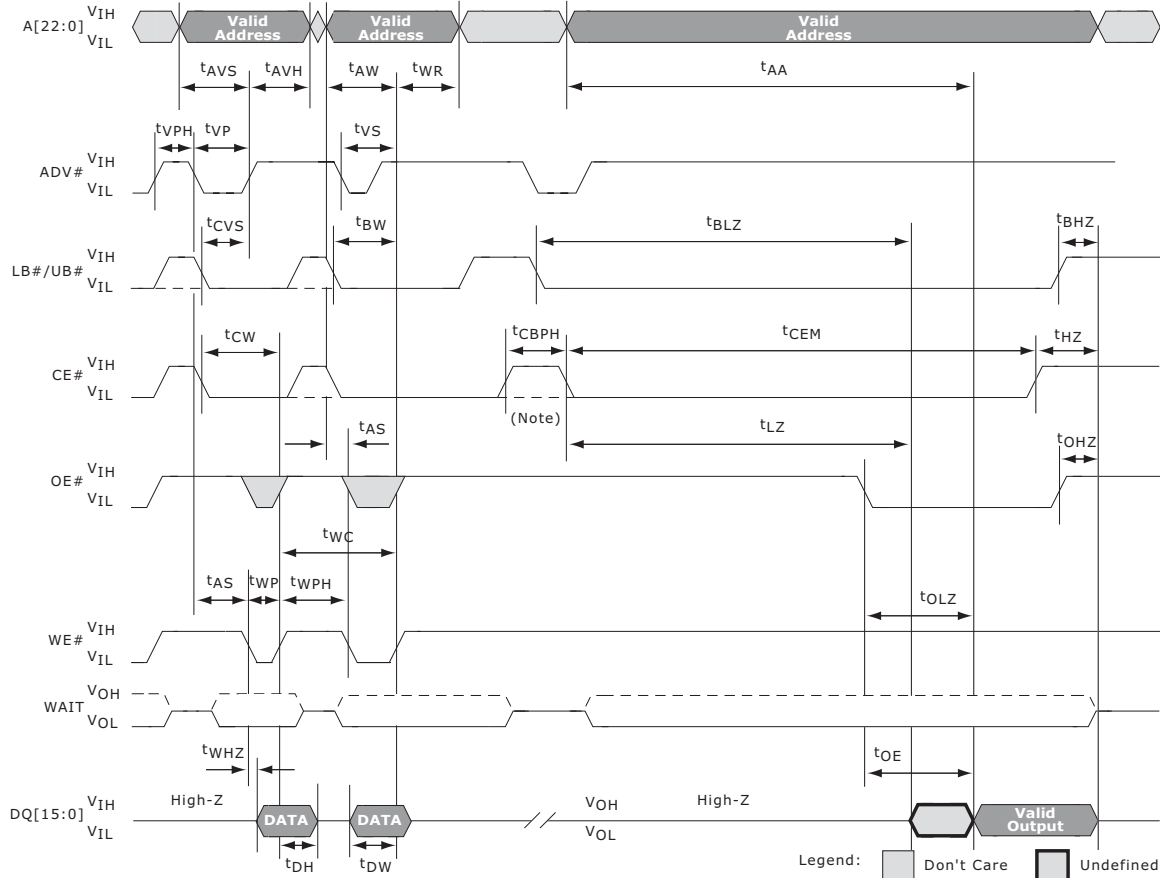 A[22:0] VIH
VIL
Valid Address
Valid Address
Valid Address
tAVS tAVH tAW tWR tAA
tVPH tVP tVS
ADV# VIH
VIL
tCVS tBW tBLZ tBHZ
LB#/UB# VIH
VIL
tCW tCBPH tCEM tHZ
CE# VIH
VIL
(Note)
tAS tLZ tOHZ
OE# VIH
VIL
tWC
tAS tWP tWPH tOLZ
WE# VIH
VIL
WAIT VOH
VOL
tWHZ tOE
DQ[15:0] VIH
VIL
High-Z DATA DATA VOH
VOL
High-Z Valid Output
tDH tDW
Legend: Don't Care Undefined